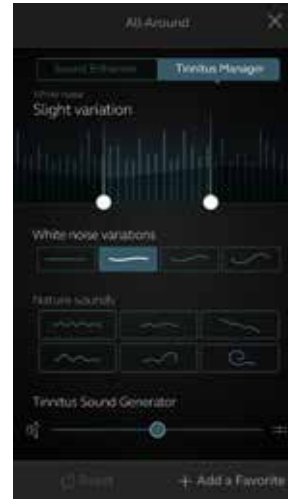 All-Around
Sound Enhancer Tinnitus Manager
White noise
Slight variation
White noise variations
Nature sounds
Tinnitus Sound Generator
Reset + Add a Favorite